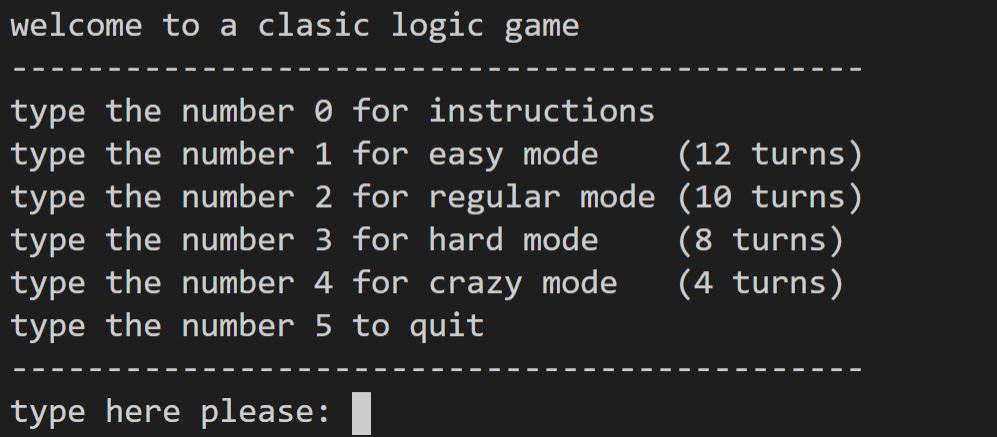 welcome to a clasic logic game
---------------------------------------------
type the number 0 for instructions
type the number 1 for easy mode    (12 turns)
type the number 2 for regular mode (10 turns)
type the number 3 for hard mode    (8 turns)
type the number 4 for crazy mode   (4 turns)
type the number 5 to quit
---------------------------------------------
type here please: